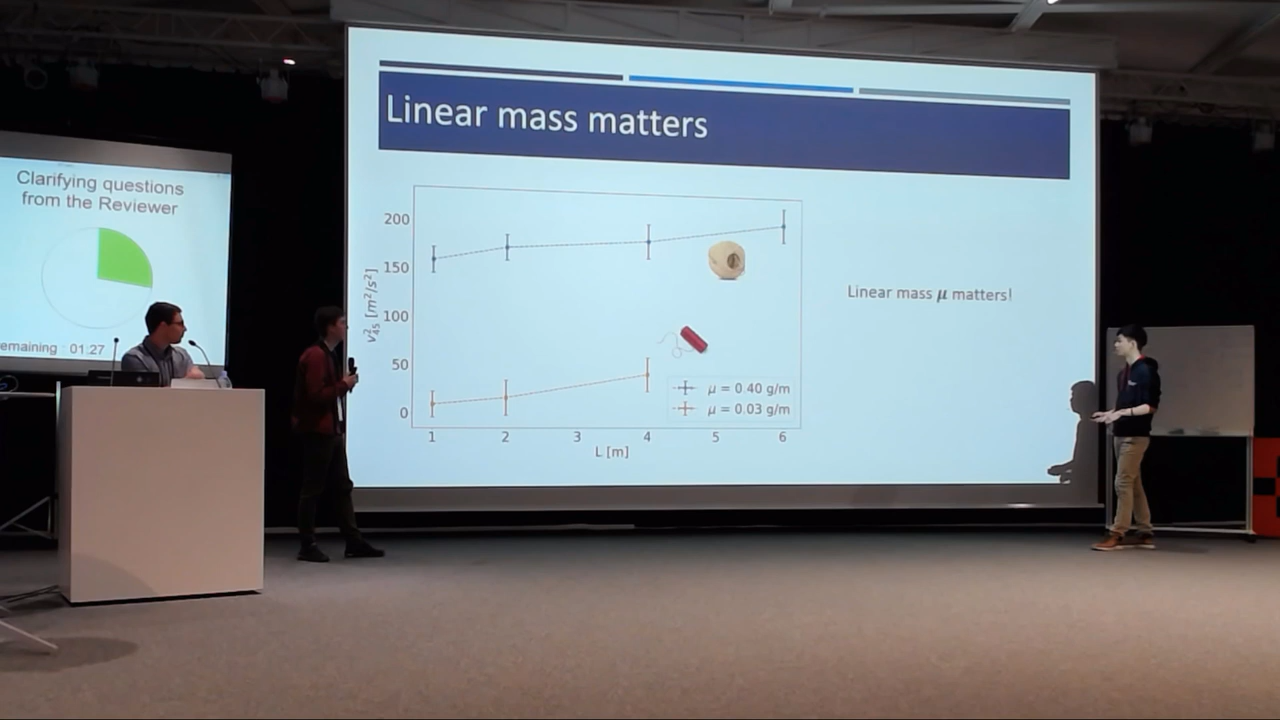 Clarifying questions
from the Reviewer
emaining 01:27
Linear mass matters
200
150
100
50
0
v²₄₅ [m²/s²]
1 2 3 4 5 6
L [m]
μ = 0.40 g/m
μ = 0.03 g/m
Linear mass μ matters!